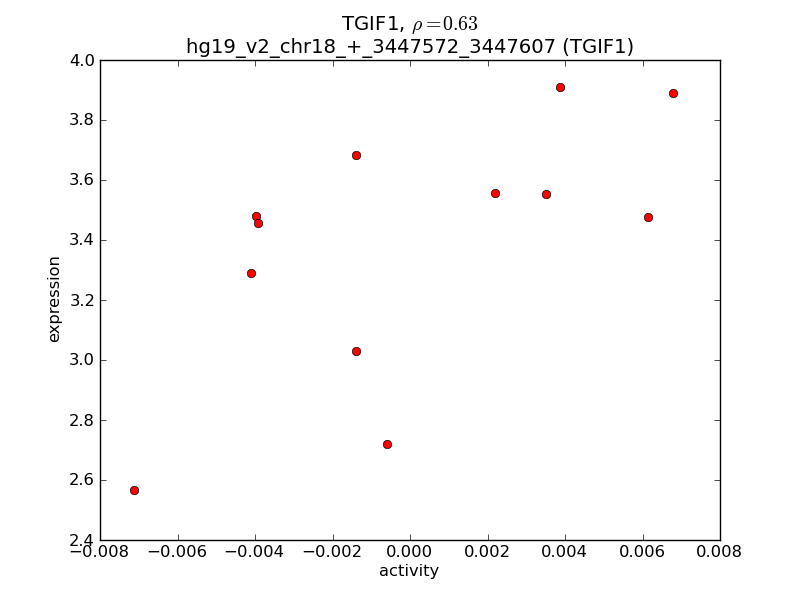 TGIF1, ρ=0.63
hg19_v2_chr18_+_3447572_3447607 (TGIF1)
4.0
3.8
3.6
3.4
3.2
3.0
2.8
2.6
2.4
expression
−0.008 −0.006 −0.004 −0.002 0.000 0.002 0.004 0.006 0.008
activity